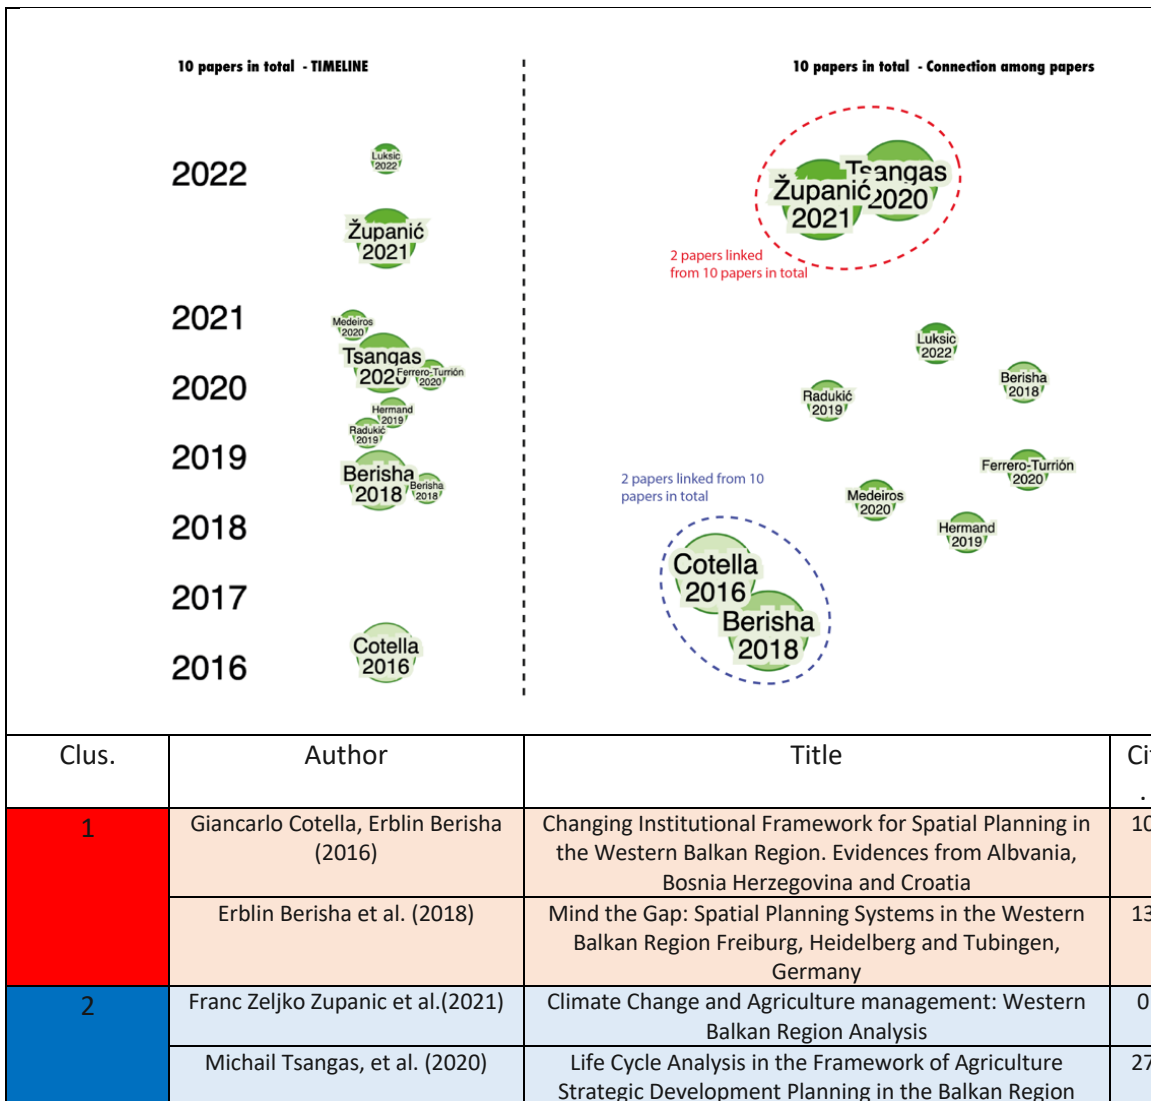 10 papers in total - TIMELINE
2022
Luksic
2022
Županić
2021
2021
Medeiros
2020
Tsangas
2020
Ferrero-Turrión
2020
2020
Hermand
2019
Radukić
2019
2019
Berisha
2018
Berisha
2018
2018
2017
2016
Cotella
2016
10 papers in total - Connection among papers
Tsangas
2020
Županić
2021
2 papers linked
from 10 papers in total
Luksic
2022
Berisha
2018
Radukić
2019
Ferrero-Turrión
2020
Medeiros
2020
Hermand
2019
2 papers linked from 10
papers in total
Cotella
2016
Berisha
2018
Clus.
Author
Title
Cit
.
1
Giancarlo Cotella, Erblin Berisha
(2016)
Changing Institutional Framework for Spatial Planning in
the Western Balkan Region. Evidences from Albvania,
Bosnia Herzegovina and Croatia
10
Erblin Berisha et al. (2018)
Mind the Gap: Spatial Planning Systems in the Western
Balkan Region Freiburg, Heidelberg and Tubingen,
Germany
13
2
Franc Zeljko Zupanic et al.(2021)
Climate Change and Agriculture management: Western
Balkan Region Analysis
0
Michail Tsangas, et al. (2020)
Life Cycle Analysis in the Framework of Agriculture
Strategic Development Planning in the Balkan Region
27